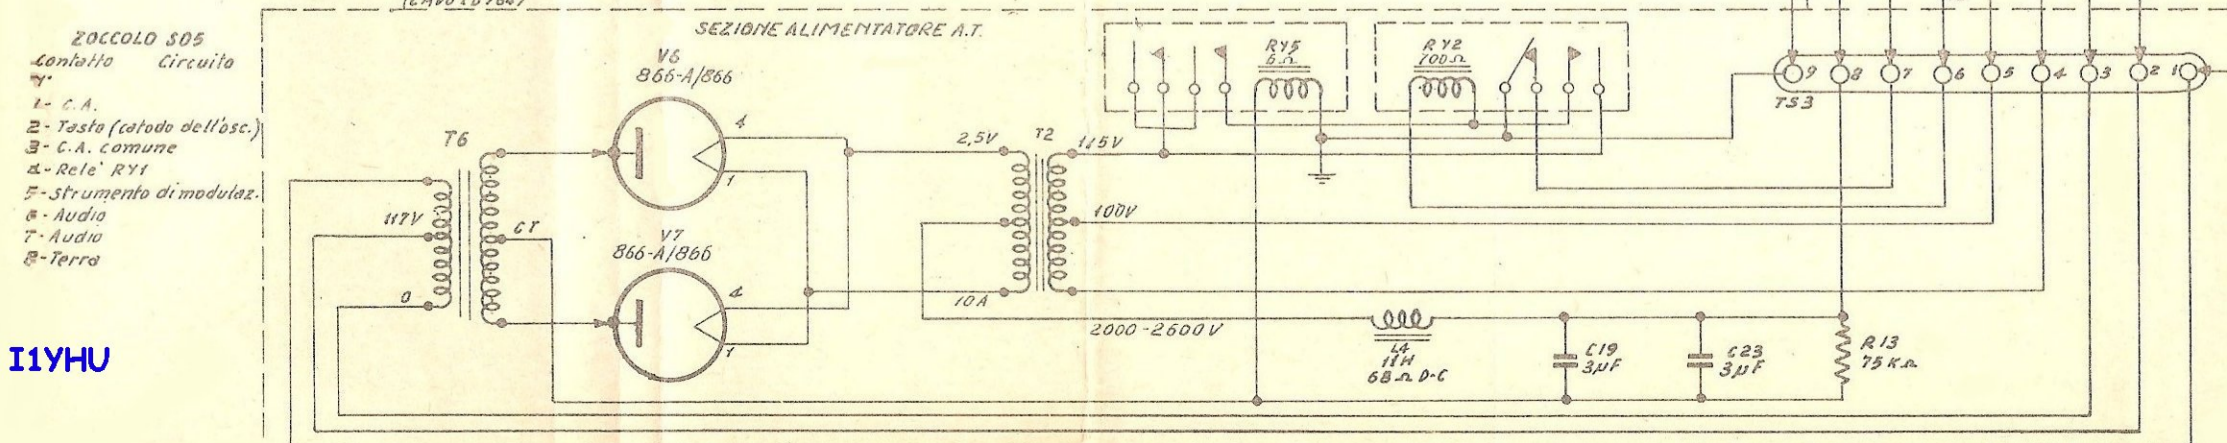 SEZIONE ALIMENTATORE A.T.
ZOCCOLO SO5
Contatto Circuito
1- C.A.
2- Tasto (catodo dell'osc.)
3- C.A. comune
4- Rele' RY1
5- Strumento di modulaz.
6- Audio
7- Audio
8- Terra
I1YHU
T6
117V
0
CT
V6
866-A/866
4
1
V7
866-A/866
4
1
2,5V
10A
T2
115V
100V
2000-2600V
RY5
6Ω
RY2
700Ω
9 8 7 6 5 4 3 2 1
TS3
L4
11H
68Ω D-C
C19
3µF
C23
3µF
R13
75KΩ